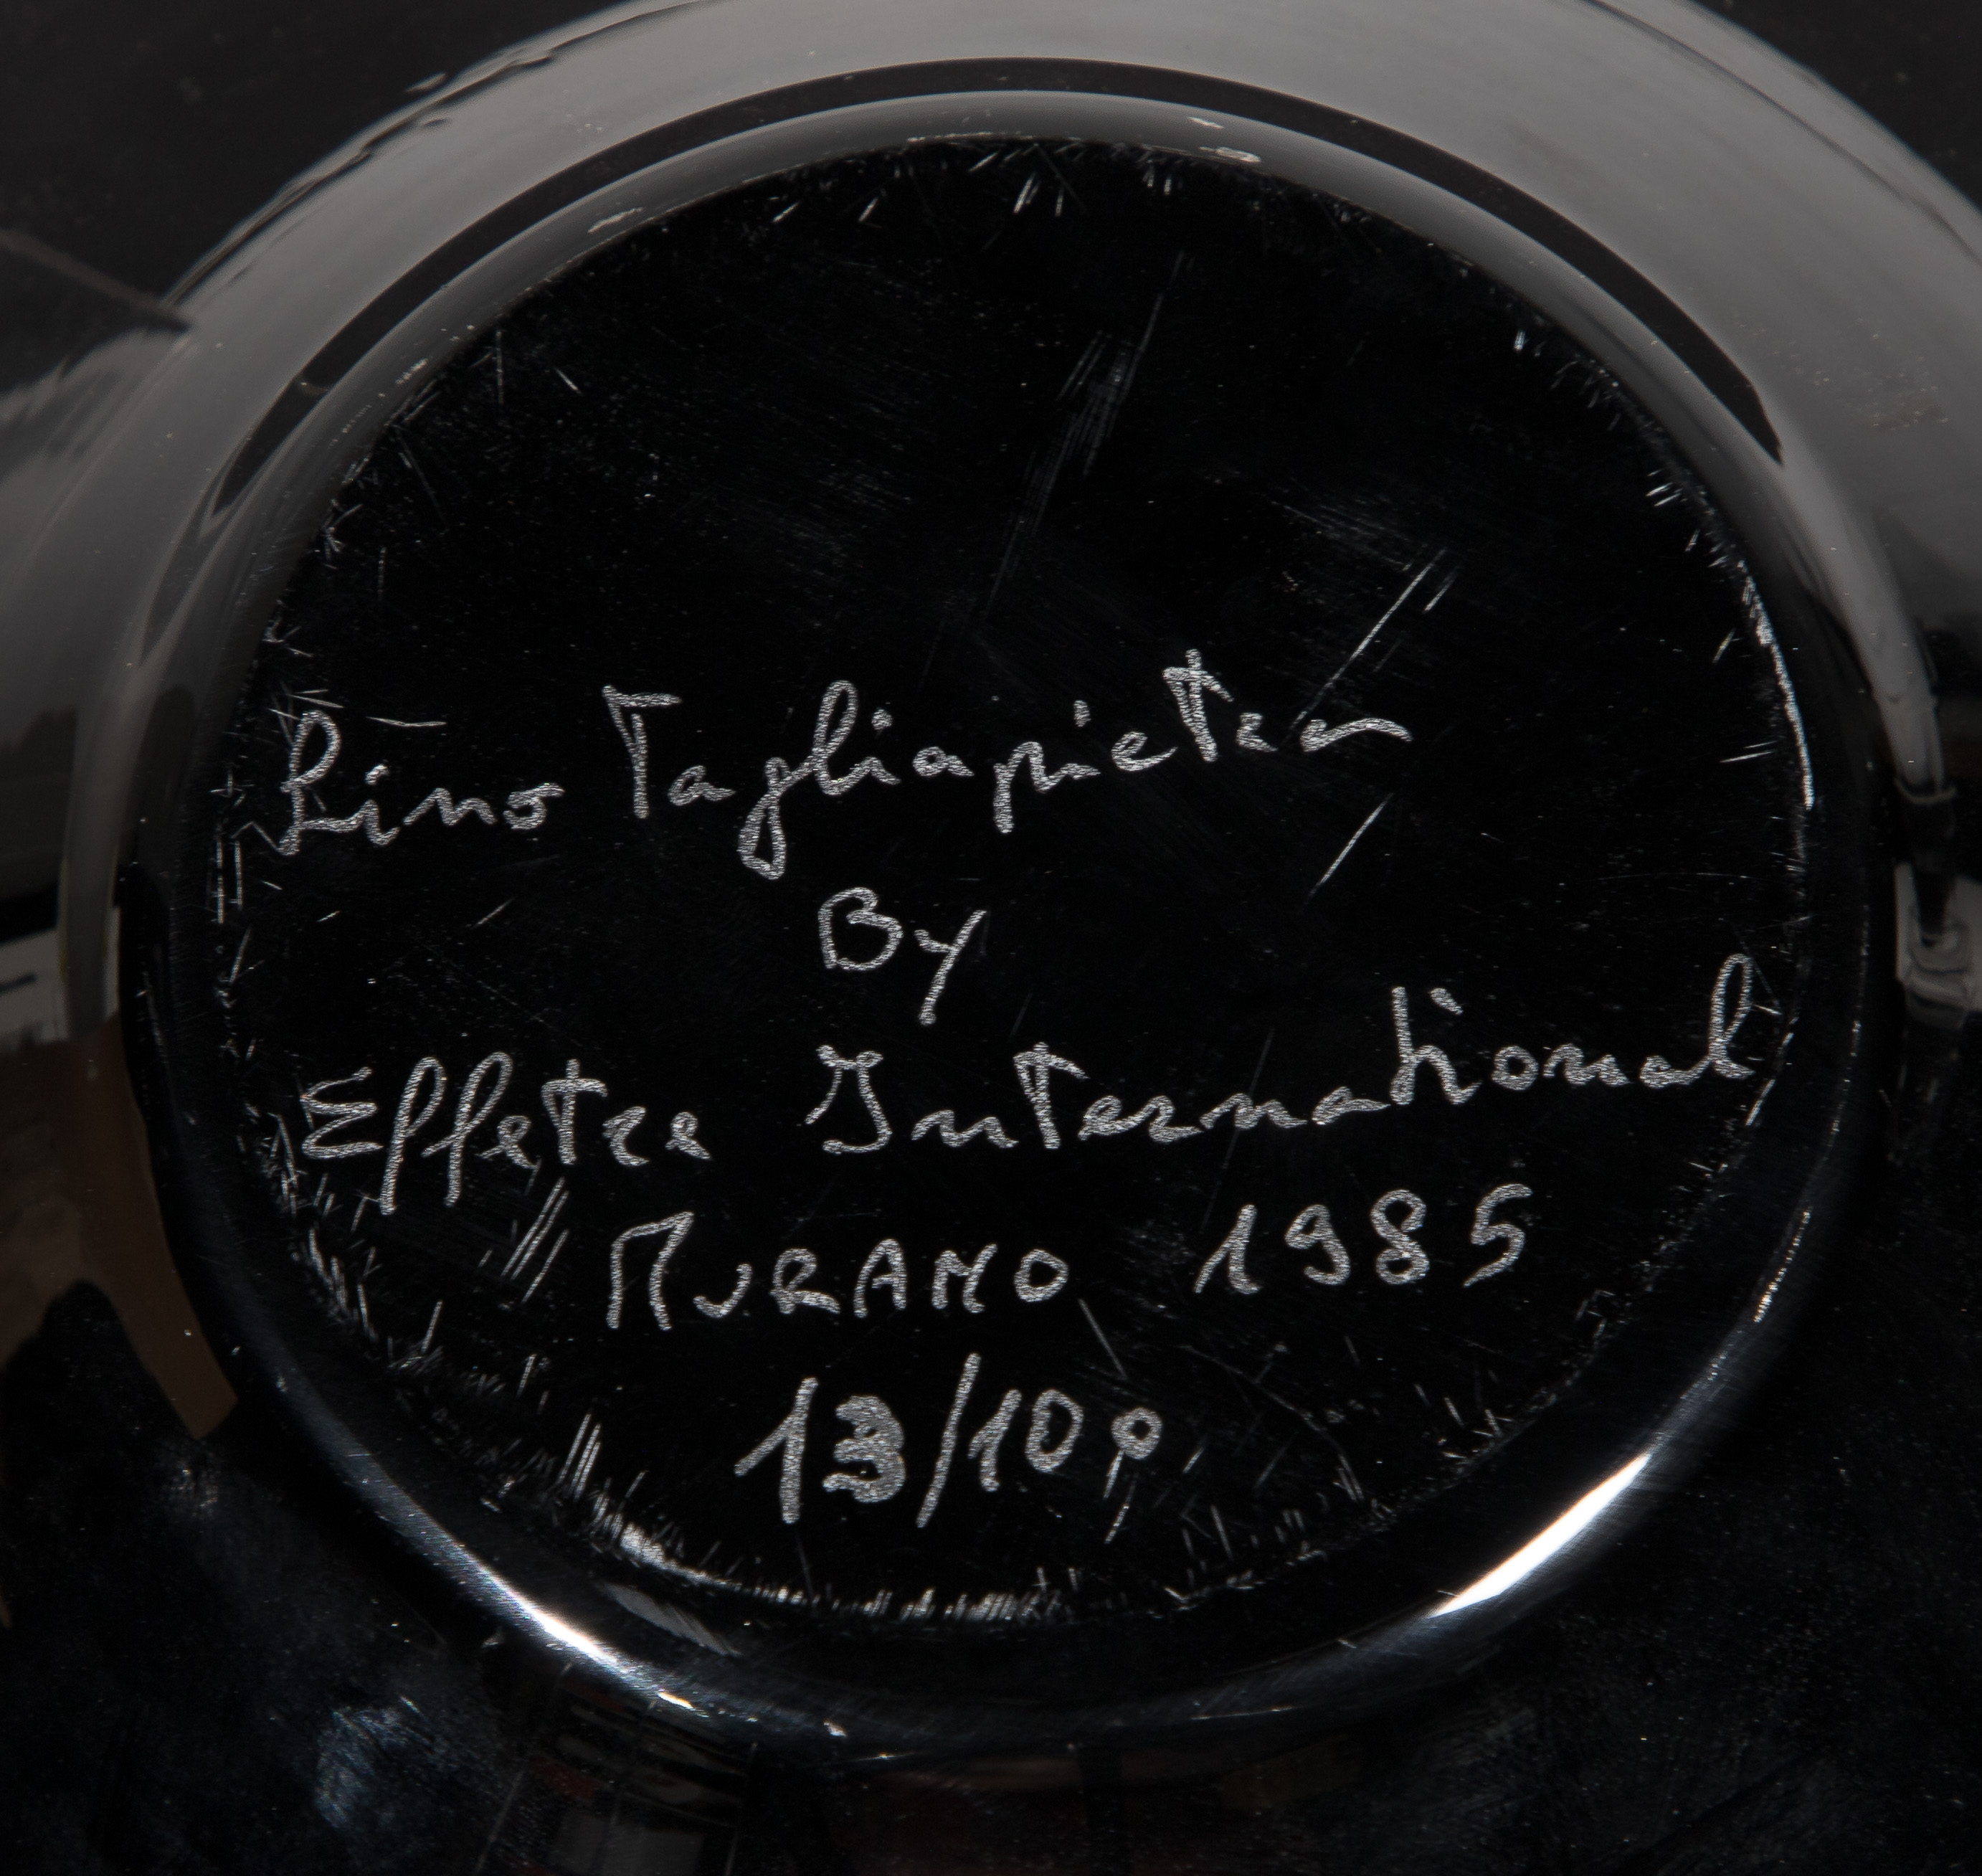 Lino Tagliapietra
By
Effetre International
MURANO 1985
13/100